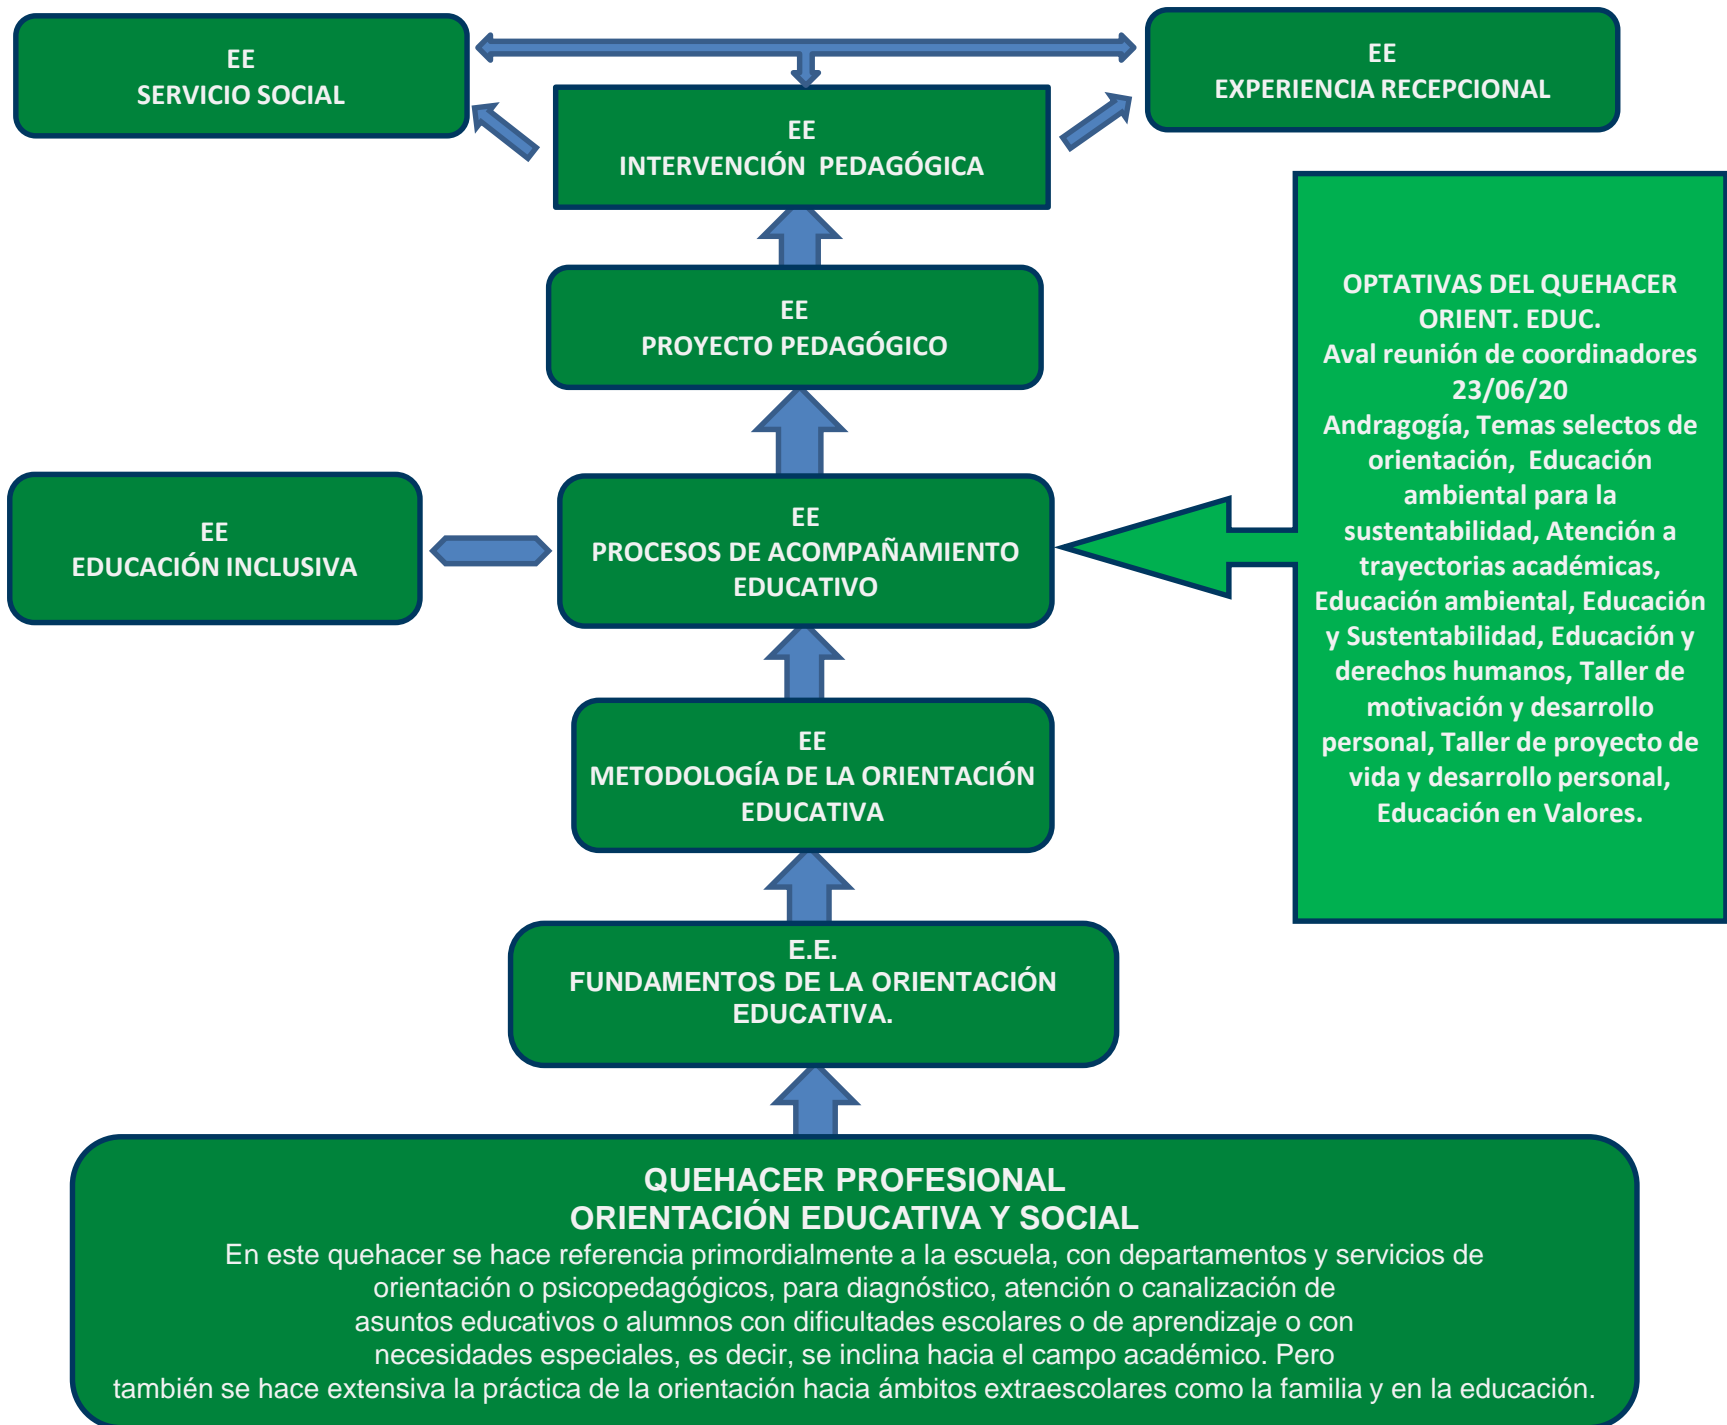 EE
SERVICIO SOCIAL
EE
EXPERIENCIA RECEPCIONAL
EE
INTERVENCIÓN  PEDAGÓGICA
EE
PROYECTO PEDAGÓGICO
OPTATIVAS DEL QUEHACER
ORIENT. EDUC.
Aval reunión de coordinadores
23/06/20
Andragogía, Temas selectos de
orientación,  Educación
ambiental para la
sustentabilidad, Atención a
trayectorias académicas,
Educación ambiental, Educación
y Sustentabilidad, Educación y
derechos humanos, Taller de
motivación y desarrollo
personal, Taller de proyecto de
vida y desarrollo personal,
Educación en Valores.
EE
EDUCACIÓN INCLUSIVA
EE
PROCESOS DE ACOMPAÑAMIENTO
EDUCATIVO
EE
METODOLOGÍA DE LA ORIENTACIÓN
EDUCATIVA
E.E.
FUNDAMENTOS DE LA ORIENTACIÓN
EDUCATIVA.
QUEHACER PROFESIONAL
ORIENTACIÓN EDUCATIVA Y SOCIAL
En este quehacer se hace referencia primordialmente a la escuela, con departamentos y servicios de
orientación o psicopedagógicos, para diagnóstico, atención o canalización de
asuntos educativos o alumnos con dificultades escolares o de aprendizaje o con
necesidades especiales, es decir, se inclina hacia el campo académico. Pero
también se hace extensiva la práctica de la orientación hacia ámbitos extraescolares como la familia y en la educación.